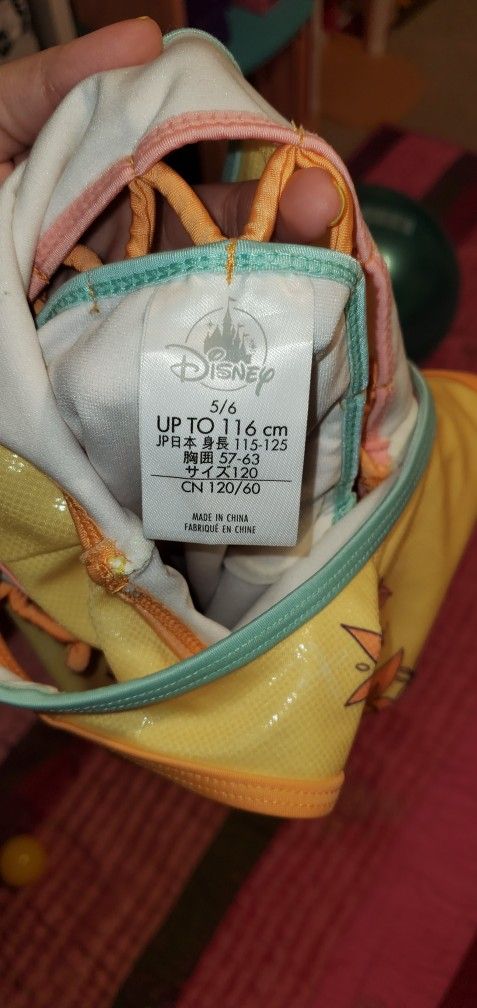 Disney
5/6
UP TO 116 cm
JP日本 身長 115-125
胸囲 57-63
サイズ120
CN 120/60
MADE IN CHINA
FABRIQUÉ EN CHINE